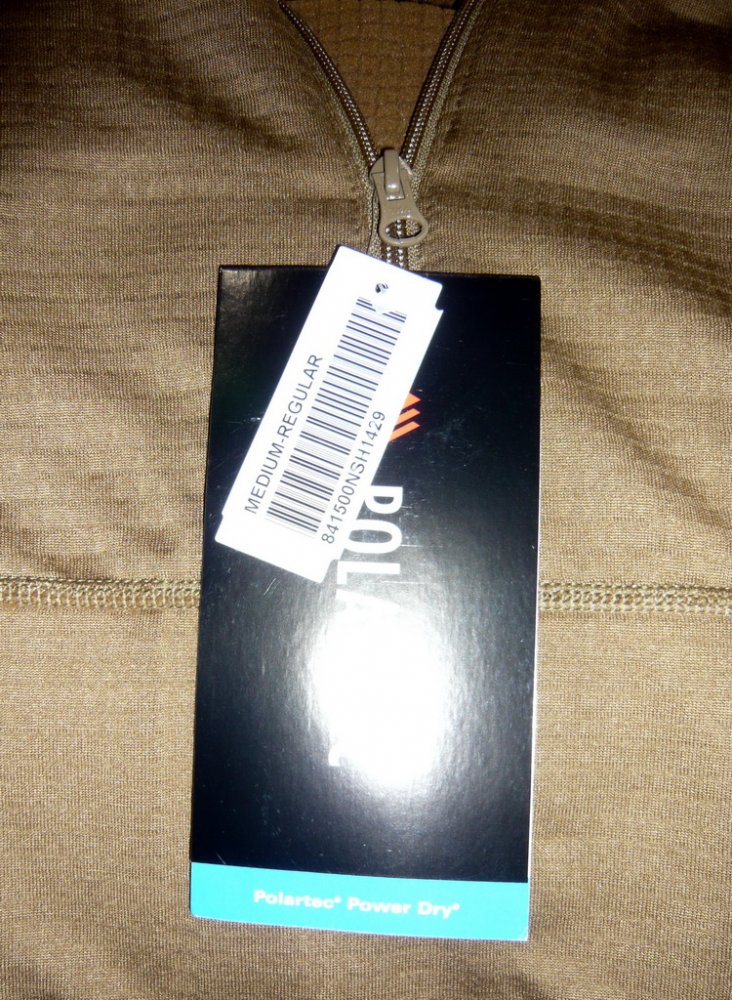 MEDIUM-REGULAR
841500NSH1429
POLA
Polartec® Power Dry®